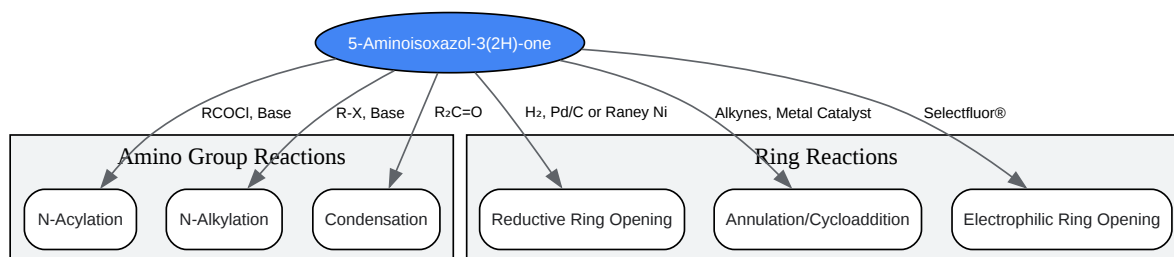 5-Aminoisoxazol-3(2H)-one
RCOCl, Base
R-X, Base
R₂C=O
H₂, Pd/C or Raney Ni
Alkynes, Metal Catalyst
Selectfluor®
Amino Group Reactions
Ring Reactions
N-Acylation
N-Alkylation
Condensation
Reductive Ring Opening
Annulation/Cycloaddition
Electrophilic Ring Opening